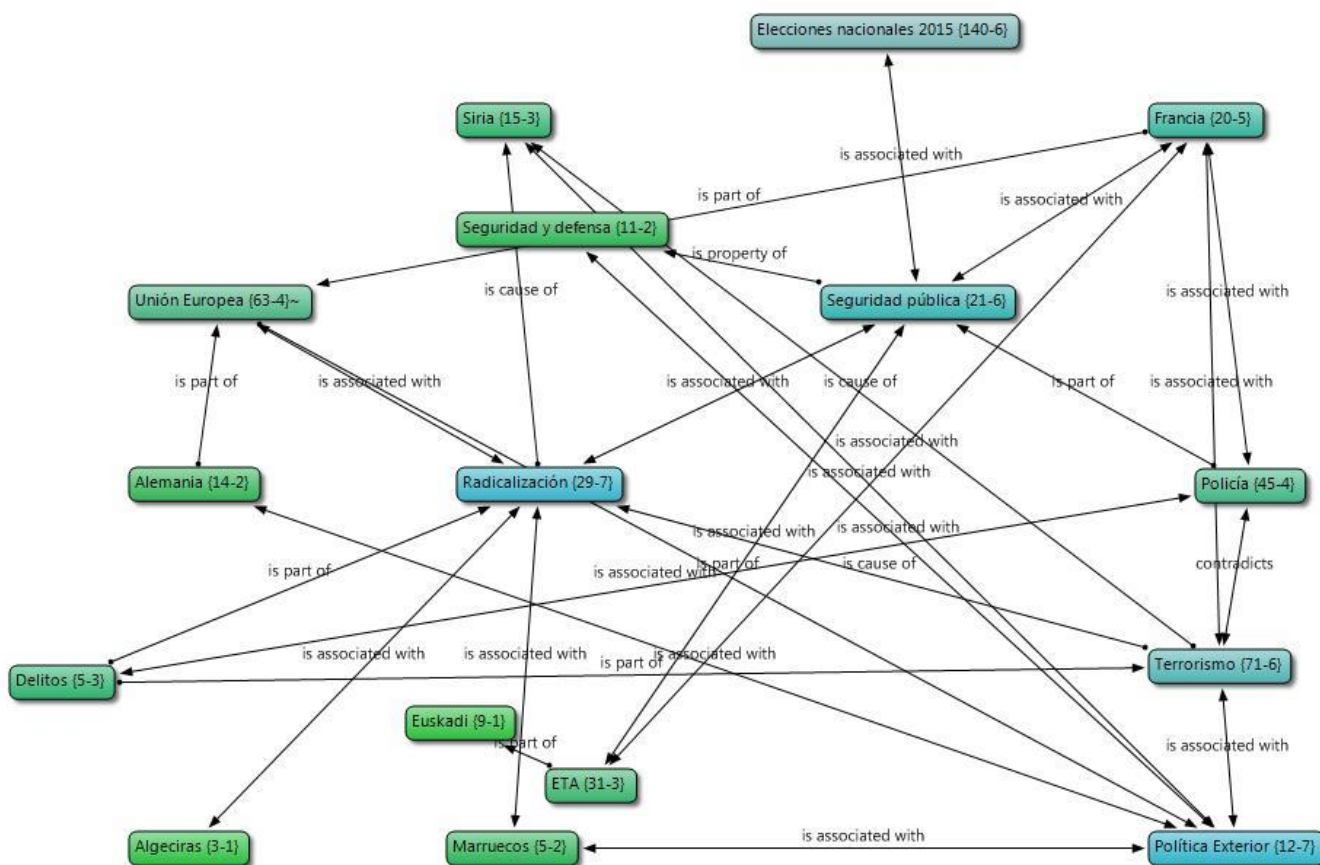 Elecciones nacionales 2015 {140-6}
Siria {15-3}
Francia {20-5}
is associated with
is part of
is associated with
Seguridad y defensa {11-2}
is property of
is associated with
is cause of
Unión Europea {63-4}~
Seguridad pública {21-6}
is part of
is associated with
is associated with
is cause of
is part of
is associated with
is associated with
is associated with
Alemania {14-2}
Radicalización {29-7}
Policía {45-4}
is associated with
is associated with
is part of
is associated with
is part of
is cause of
contradicts
is associated with
is associated with
is associated with
is part of
Delitos {5-3}
Terrorismo {71-6}
Euskadi {9-1}
is part of
is associated with
ETA {31-3}
Algeciras {3-1}
Marruecos {5-2}
is associated with
Política Exterior {12-7}